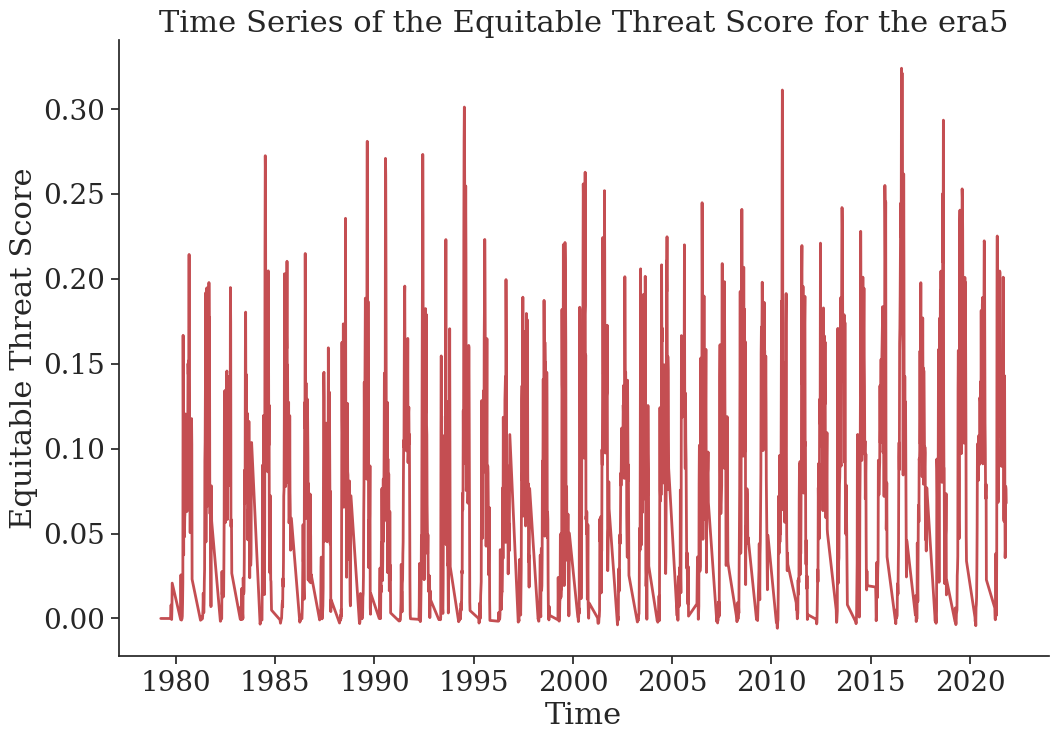 Time Series of the Equitable Threat Score for the era5
0.30
0.25
0.20
0.15
0.10
0.05
0.00
Equitable Threat Score
1980 1985 1990 1995 2000 2005 2010 2015 2020
Time